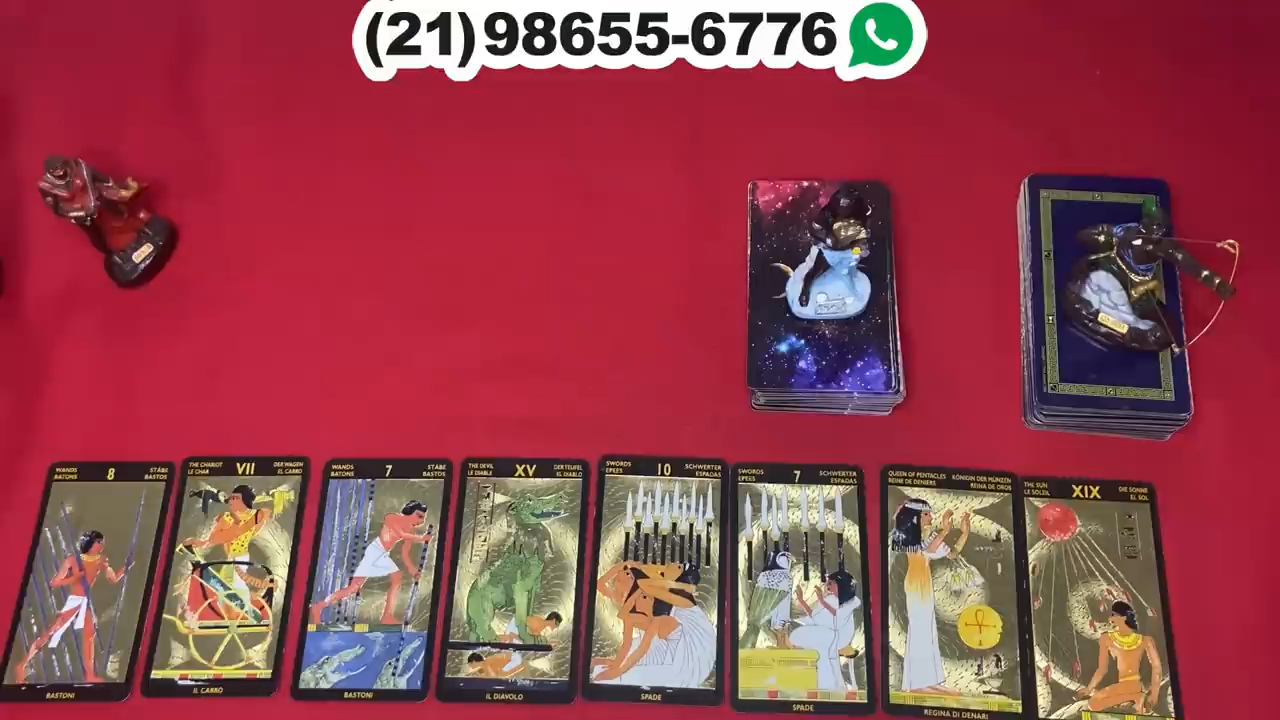 (21)98655-6776
WANDS
BATONS
8
STÄBE
BASTOS
BASTONI
THE CHARIOT
LE CHAR
VII
DER WAGEN
EL CARRO
IL CARRO
WANDS
BATONS
7
STÄBE
BASTOS
BASTONI
THE DEVIL
LE DIABLE
XV
DER TEUFEL
EL DIABLO
IL DIAVOLO
SWORDS
EPEES
10
SCHWERTER
ESPADAS
SPADE
SWORDS
EPEES
7
SCHWERTER
ESPADAS
SPADE
QUEEN OF PENTACLES
REINE DE DENIERS
KÖNIGIN DER MÜNZEN
REINA DE OROS
REGINA DI DENARI
THE SUN
LE SOLEIL
XIX
DIE SONNE
EL SOL